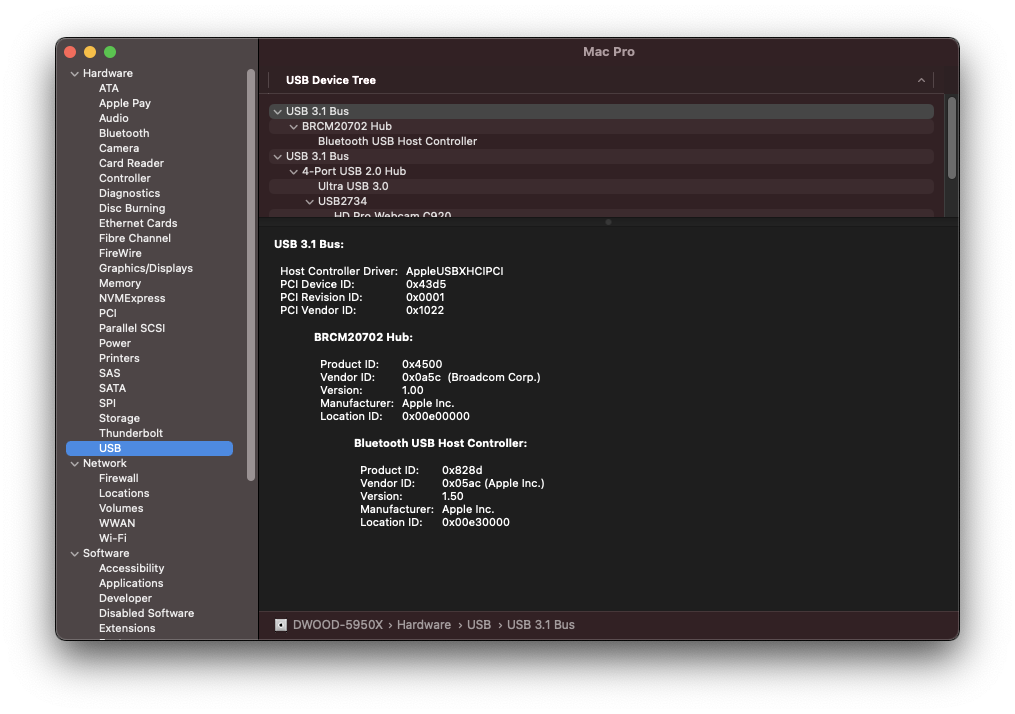 Mac Pro
Hardware
ATA
Apple Pay
Audio
Bluetooth
Camera
Card Reader
Controller
Diagnostics
Disc Burning
Ethernet Cards
Fibre Channel
FireWire
Graphics/Displays
Memory
NVMExpress
PCI
Parallel SCSI
Power
Printers
SAS
SATA
SPI
Storage
Thunderbolt
USB
Network
Firewall
Locations
Volumes
WWAN
Wi-Fi
Software
Accessibility
Applications
Developer
Disabled Software
Extensions
USB Device Tree
USB 3.1 Bus
BRCM20702 Hub
Bluetooth USB Host Controller
USB 3.1 Bus
4-Port USB 2.0 Hub
Ultra USB 3.0
USB2734
HD Pro Webcam C920
USB 3.1 Bus:
Host Controller Driver: AppleUSBXHCIPCI
PCI Device ID: 0x43d5
PCI Revision ID: 0x0001
PCI Vendor ID: 0x1022
BRCM20702 Hub:
Product ID: 0x4500
Vendor ID: 0x0a5c (Broadcom Corp.)
Version: 1.00
Manufacturer: Apple Inc.
Location ID: 0x00e00000
Bluetooth USB Host Controller:
Product ID: 0x828d
Vendor ID: 0x05ac (Apple Inc.)
Version: 1.50
Manufacturer: Apple Inc.
Location ID: 0x00e30000
DWOOD-5950X › Hardware › USB › USB 3.1 Bus